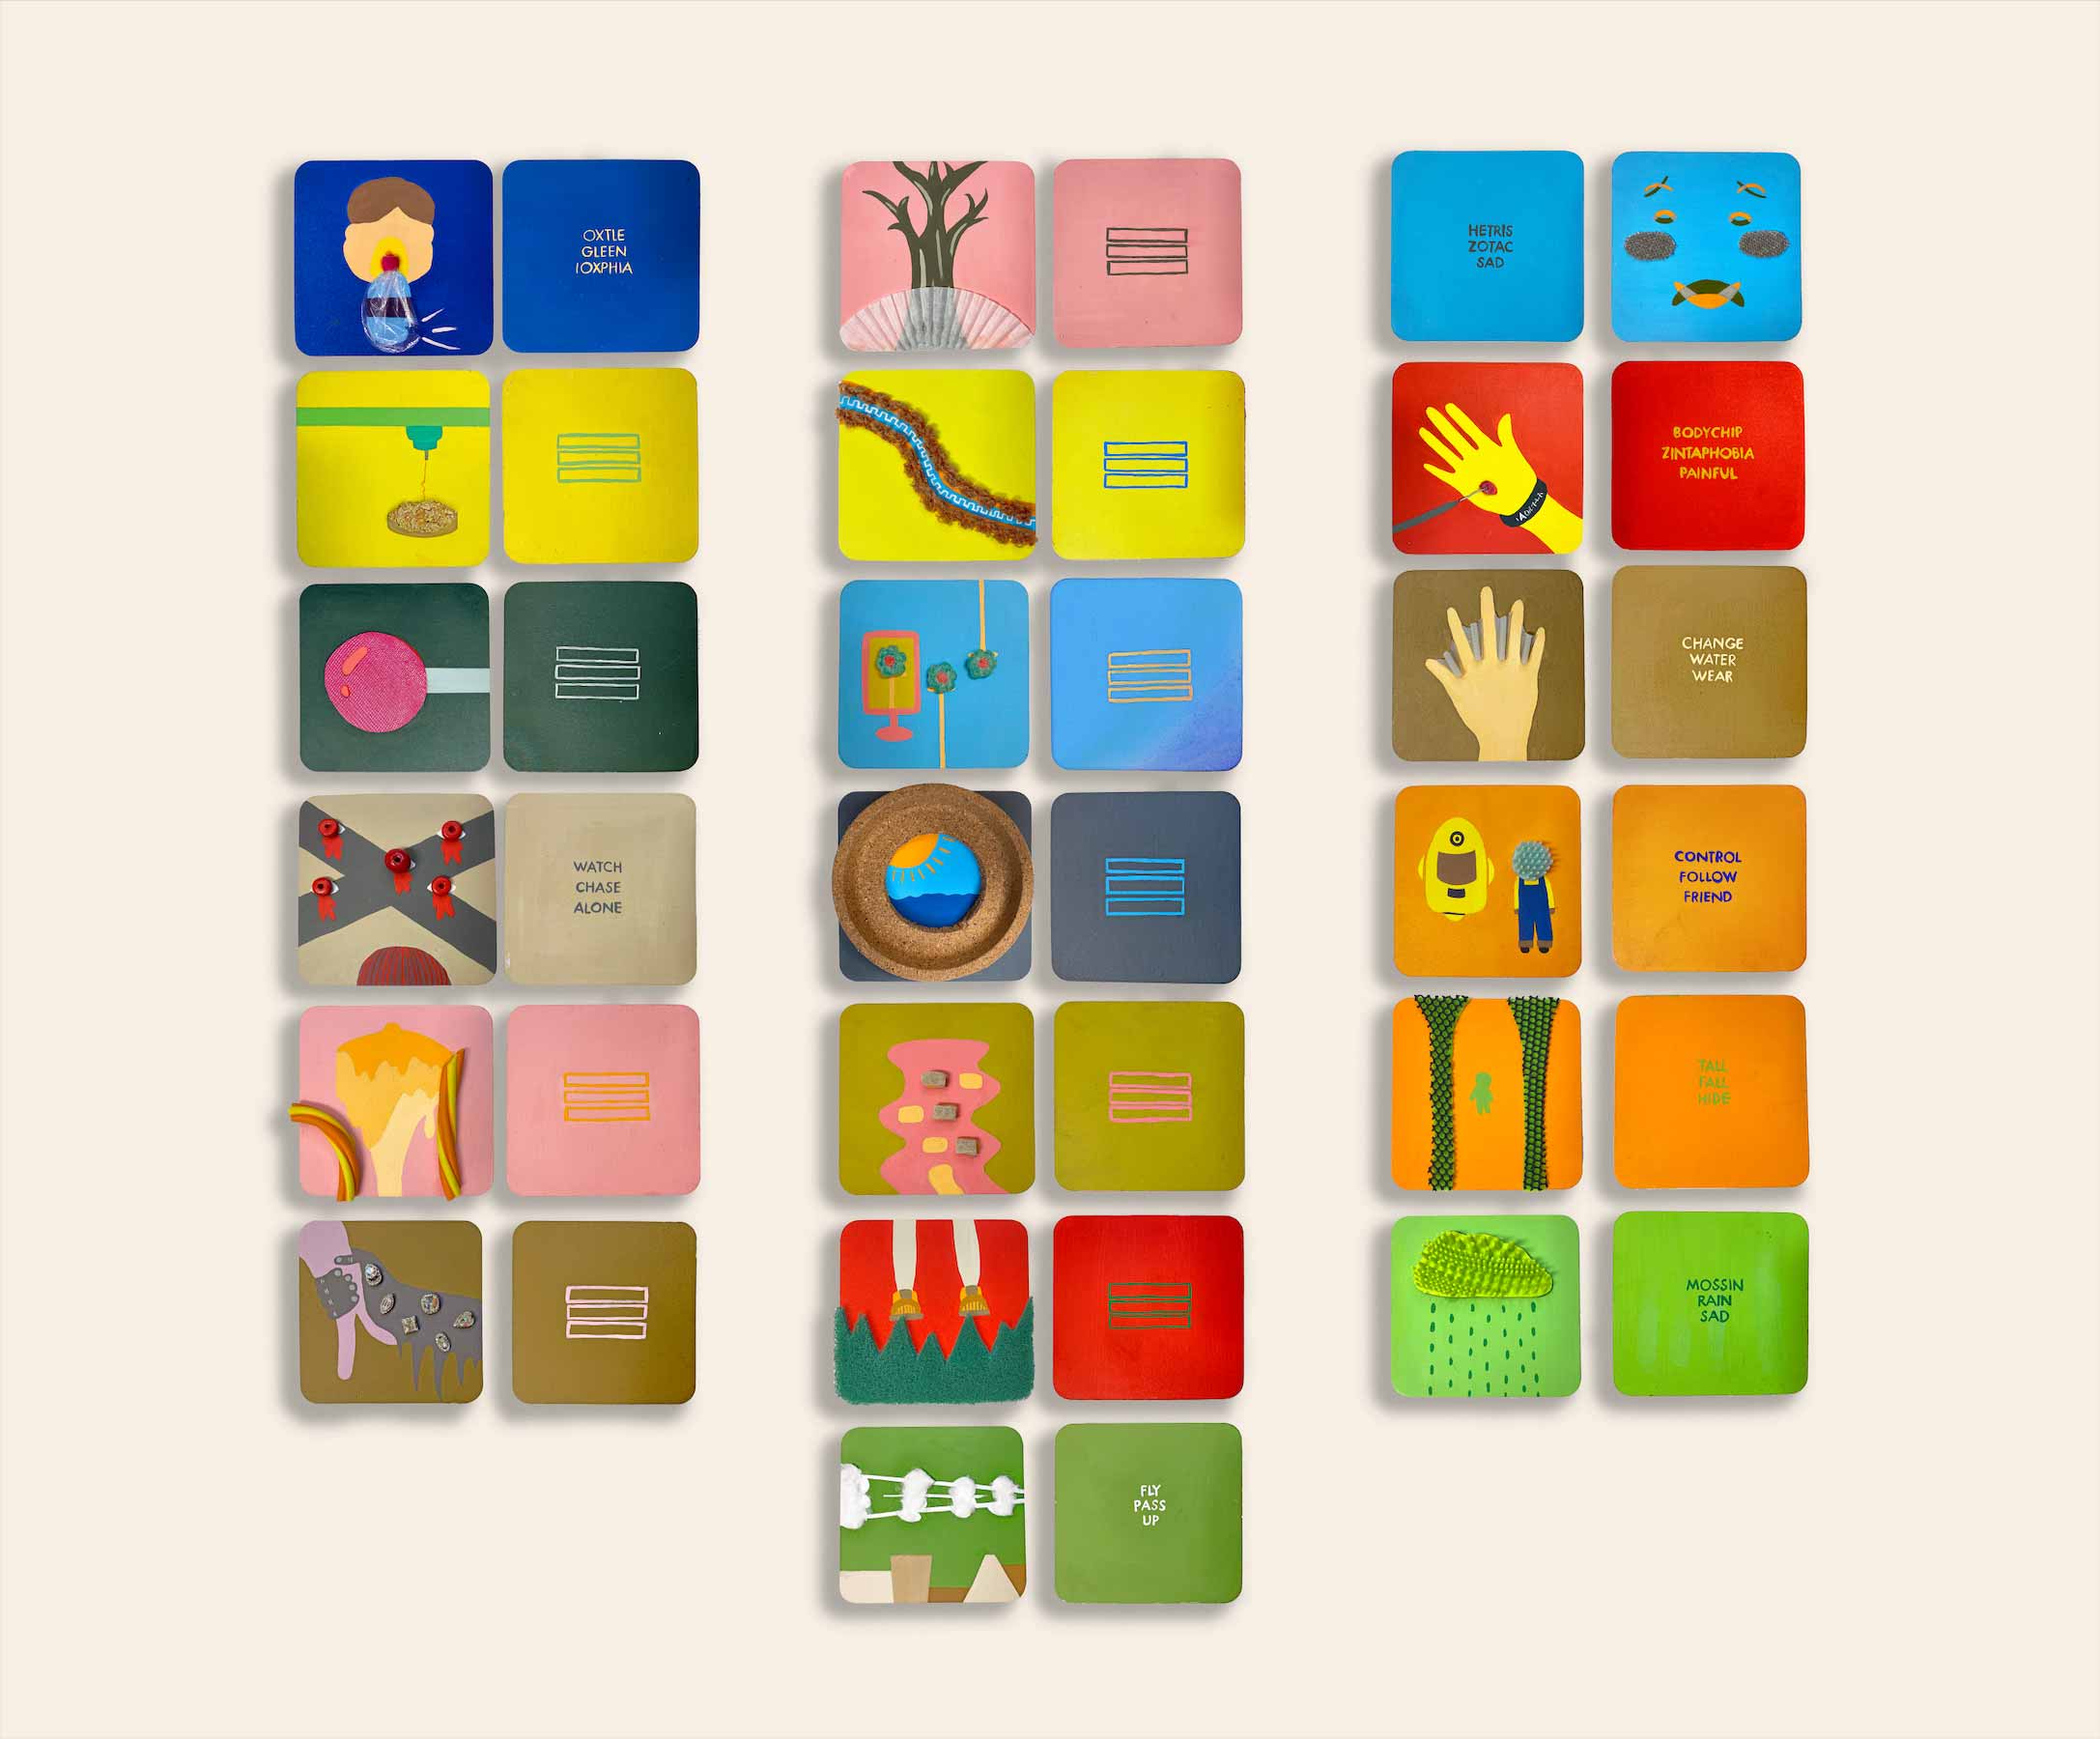 OXTLE
GLEEN
IOXPHIA
WATCH
CHASE
ALONE
FLY
PASS
UP
HETRIS
ZOTAC
SAD
BODYCHIP
ZINTAPHOBIA
PAINFUL
CHANGE
WATER
WEAR
CONTROL
FOLLOW
FRIEND
TALL
FALL
HIDE
MOSSIN
RAIN
SAD